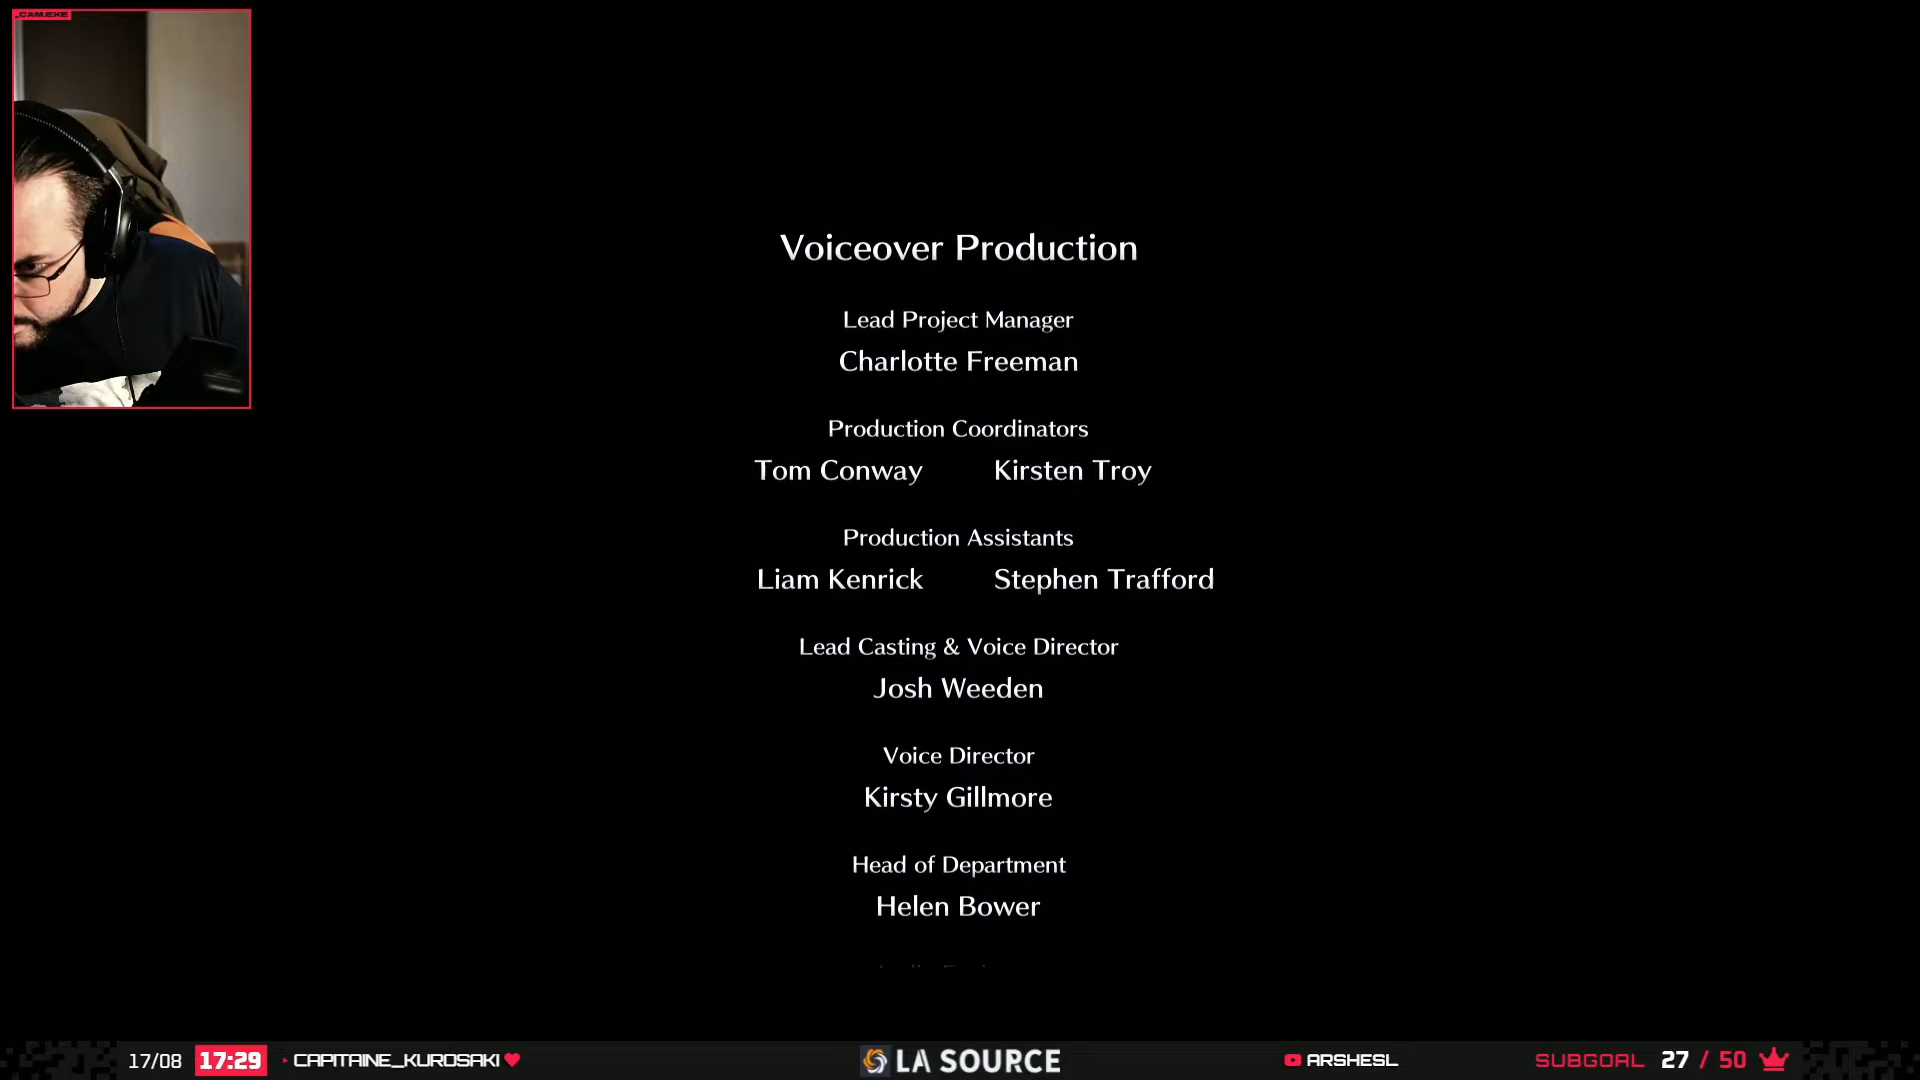 _CAM.EXE
Voiceover Production
Lead Project Manager
Charlotte Freeman
Production Coordinators
Tom Conway Kirsten Troy
Production Assistants
Liam Kenrick Stephen Trafford
Lead Casting & Voice Director
Josh Weeden
Voice Director
Kirsty Gillmore
Head of Department
Helen Bower
17/08 17:29 CAPITAINE_KUROSAKI LA SOURCE ARSHESL SUBGOAL 27 / 50